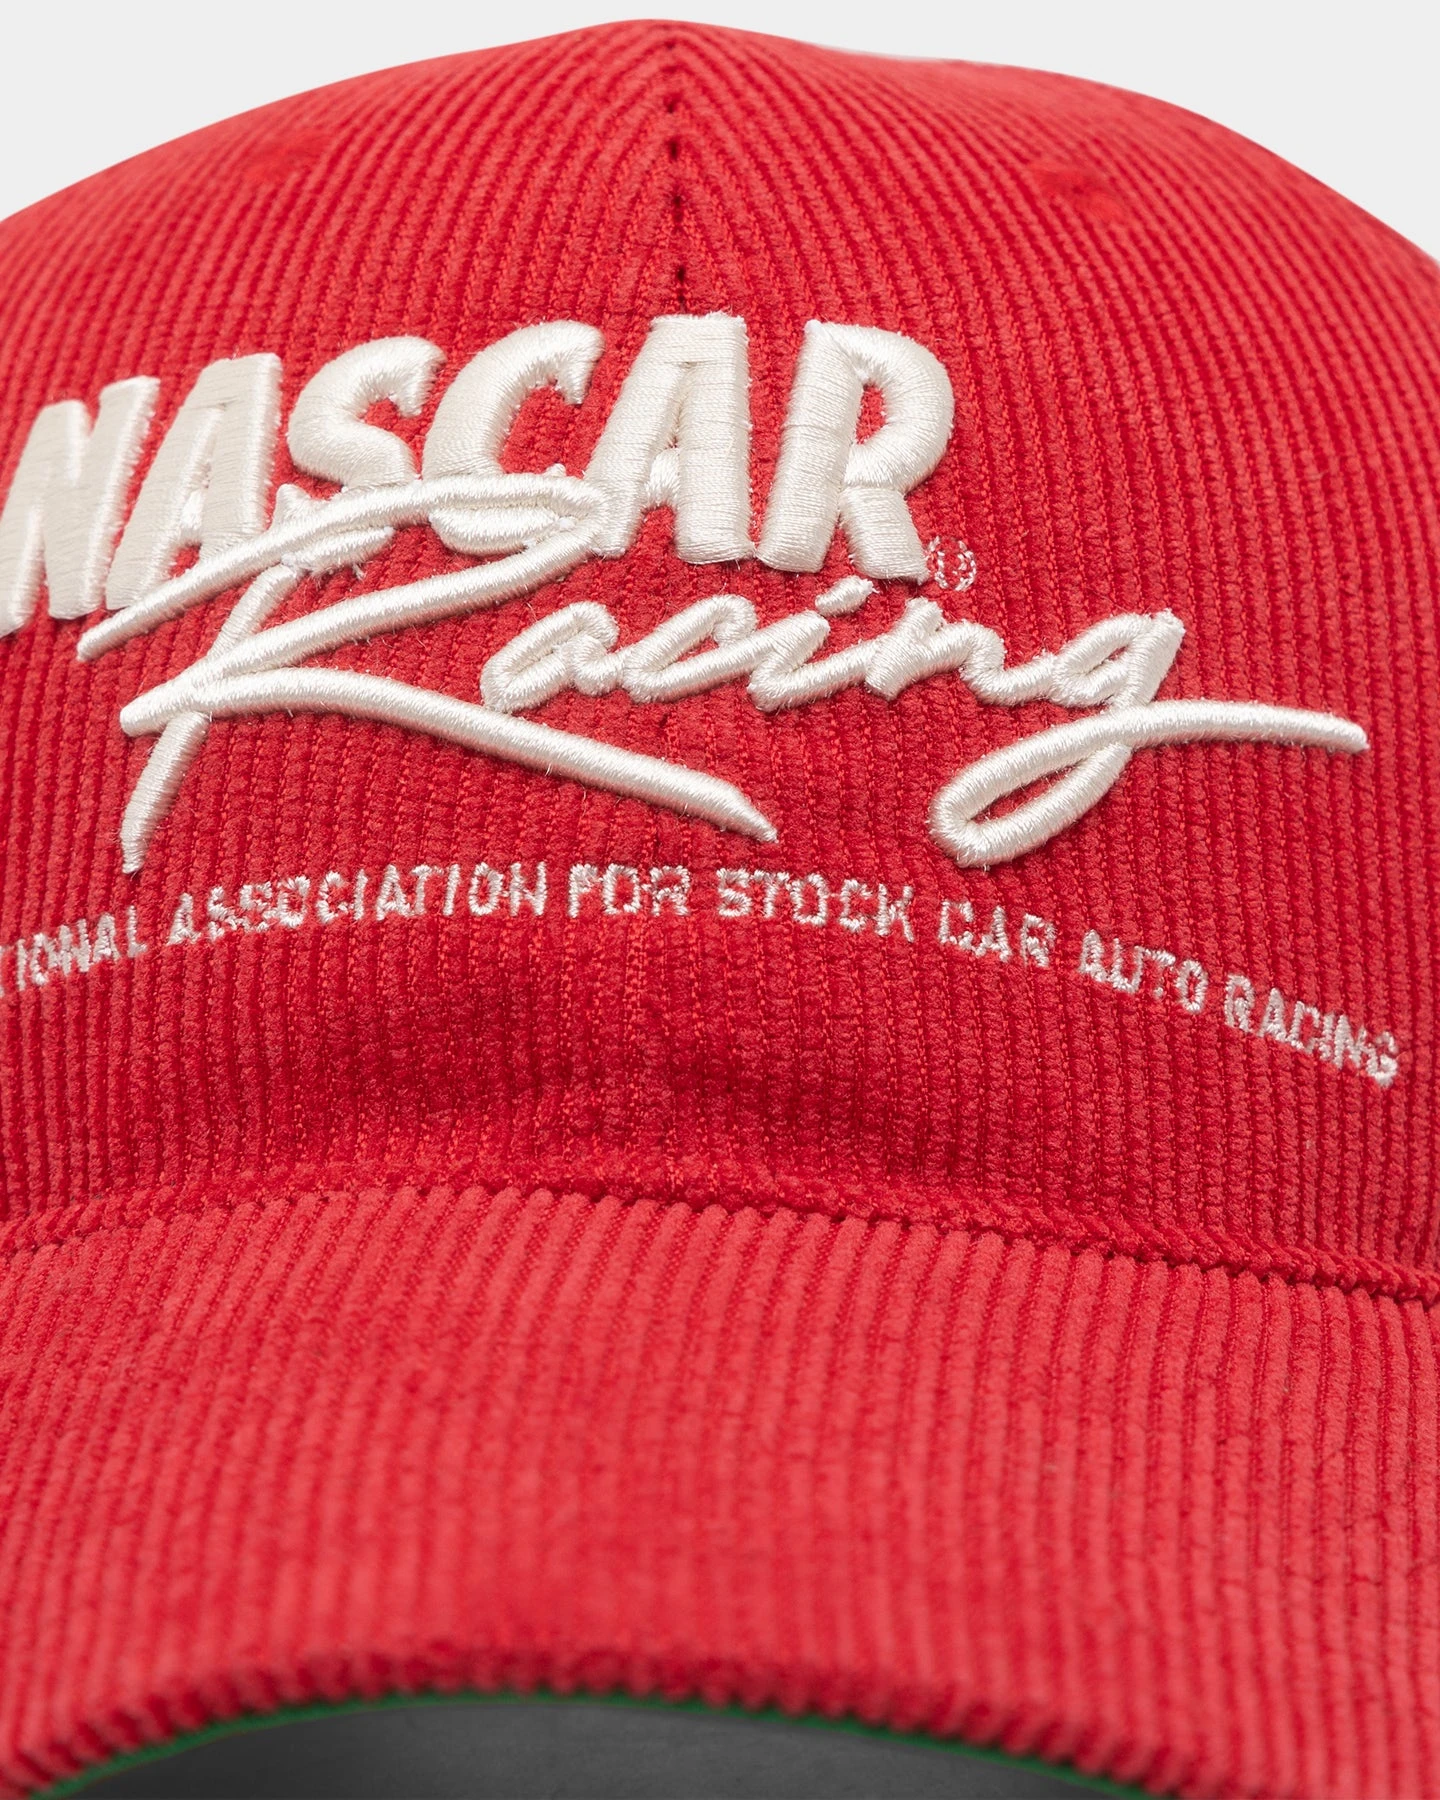 NASCAR
Racing
TIONAL ASSOCIATION FOR STOCK CAR AUTO RACING